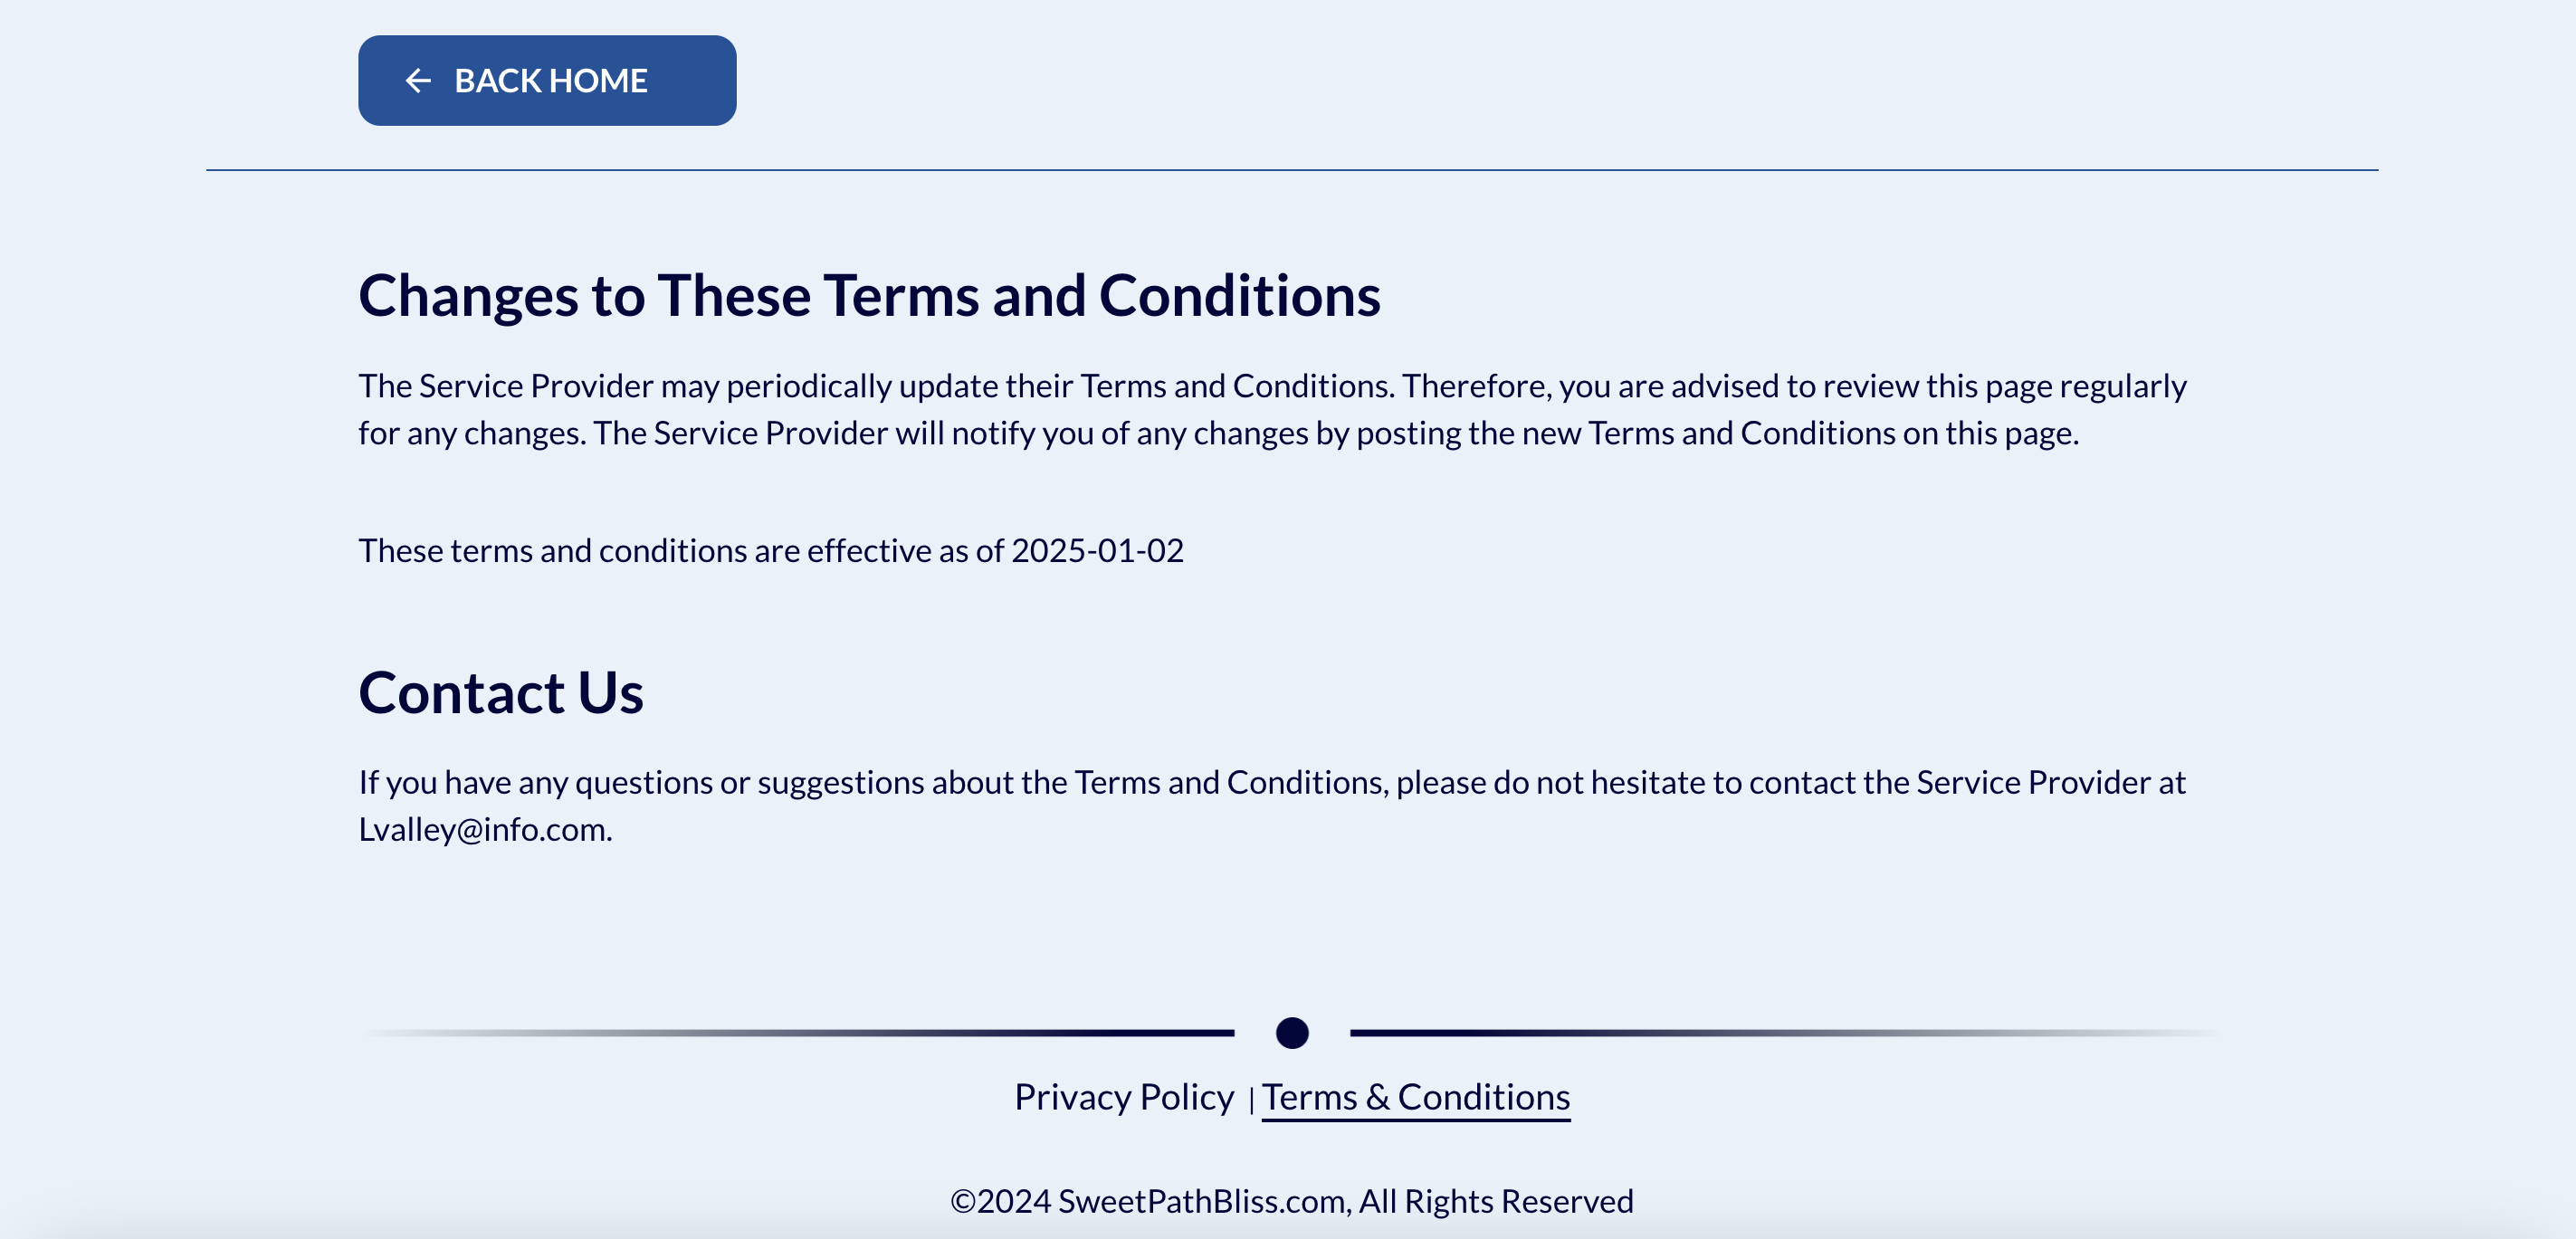 BACK HOME
Changes to These Terms and Conditions
The Service Provider may periodically update their Terms and Conditions. Therefore, you are advised to review this page regularly
for any changes. The Service Provider will notify you of any changes by posting the new Terms and Conditions on this page.
These terms and conditions are effective as of 2025-01-02
Contact Us
If you have any questions or suggestions about the Terms and Conditions, please do not hesitate to contact the Service Provider at
Lvalley@info.com.
Privacy Policy | Terms & Conditions
©2024 SweetPathBliss.com, All Rights Reserved